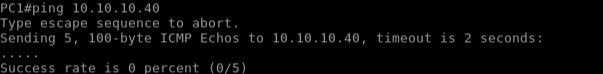 PC1#ping 10.10.10.40
Type escape sequence to abort.
Sending 5, 100-byte ICMP Echos to 10.10.10.40, timeout is 2 seconds:
.....
Success rate is 0 percent (0/5)